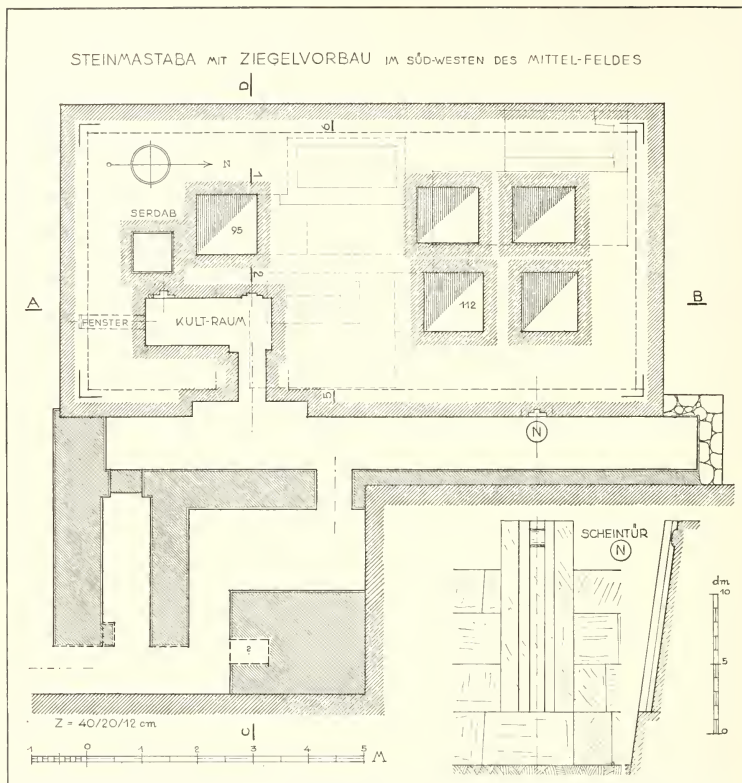 STEINMASTABA MIT ZIEGELVORBAU IM SÜD-WESTEN DES MITTEL-FELDES
D
6
N
1
SERDAB
95
2
A
B
FENSTER
KULT-RAUM
112
5
N
SCHEINTÜR
N
dm
10
5
0
2
Z = 40/20/12 cm
C
1 0 1 2 3 4 5 M